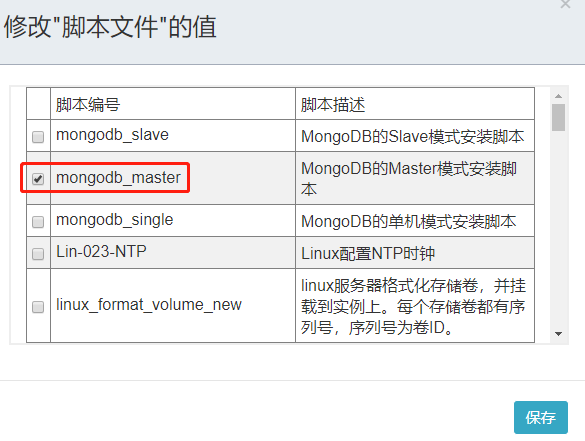 修改"脚本文件"的值
×
脚本编号 脚本描述
mongodb_slave MongoDB的Slave模式安装脚本
mongodb_master MongoDB的Master模式安装脚
本
mongodb_single MongoDB的单机模式安装脚本
Lin-023-NTP Linux配置NTP时钟
linux_format_volume_new linux服务器格式化存储卷，并挂
载到实例上。每个存储卷都有序
列号，序列号为卷ID。
保存